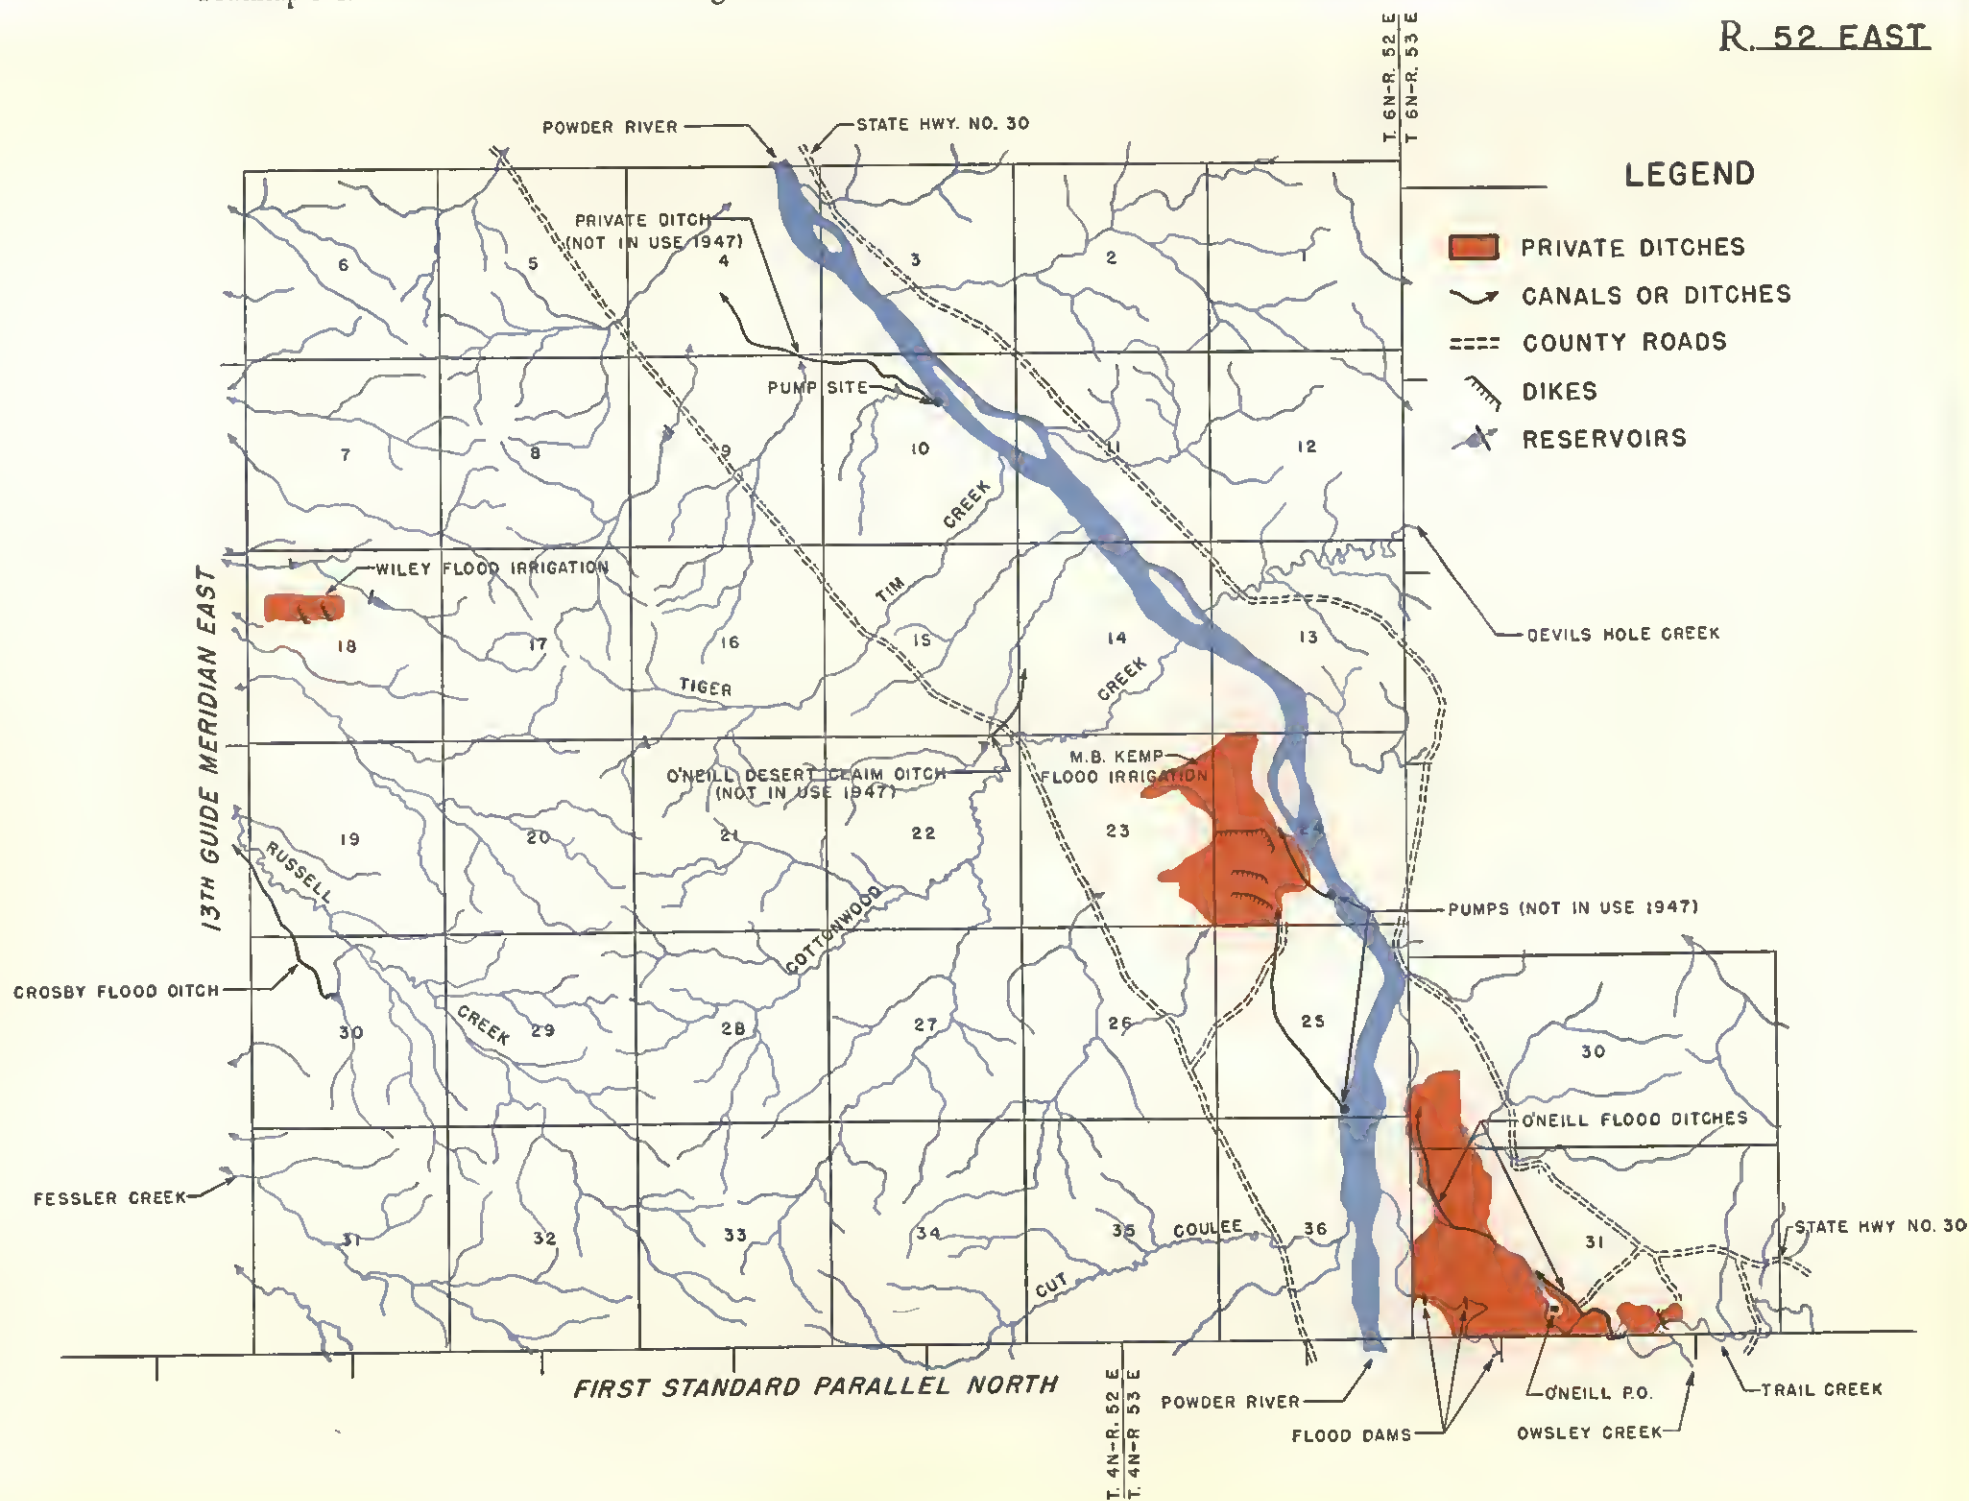 R. 52 EAST
T. 6N-R. 52 E
T 6N-R. 53 E
POWDER RIVER
STATE HWY. NO. 30
LEGEND
PRIVATE DITCHES
CANALS OR DITCHES
COUNTY ROADS
DIKES
RESERVOIRS
PRIVATE DITCH
(NOT IN USE 1947)
6
5
4
3
2
1
PUMP SITE
7
8
9
10
11
12
CREEK
TIM
WILEY FLOOD IRRIGATION
13TH GUIDE MERIDIAN EAST
18
17
16
15
14
13
DEVILS HOLE CREEK
TIGER
CREEK
M.B. KEMP
FLOOD IRRIGATION
O'NEILL DESERT CLAIM DITCH
(NOT IN USE 1947)
19
20
21
22
23
24
RUSSELL
COTTONWOOD
PUMPS (NOT IN USE 1947)
CROSBY FLOOD DITCH
30
CREEK
29
28
27
26
25
30
O'NEILL FLOOD DITCHES
FESSLER CREEK
31
32
33
34
35
COULEE
36
31
STATE HWY NO. 30
CUT
FIRST STANDARD PARALLEL NORTH
T. 4N-R. 52 E
T. 4N-R 53 E
POWDER RIVER
FLOOD DAMS
O'NEILL P.O.
OWSLEY CREEK
TRAIL CREEK